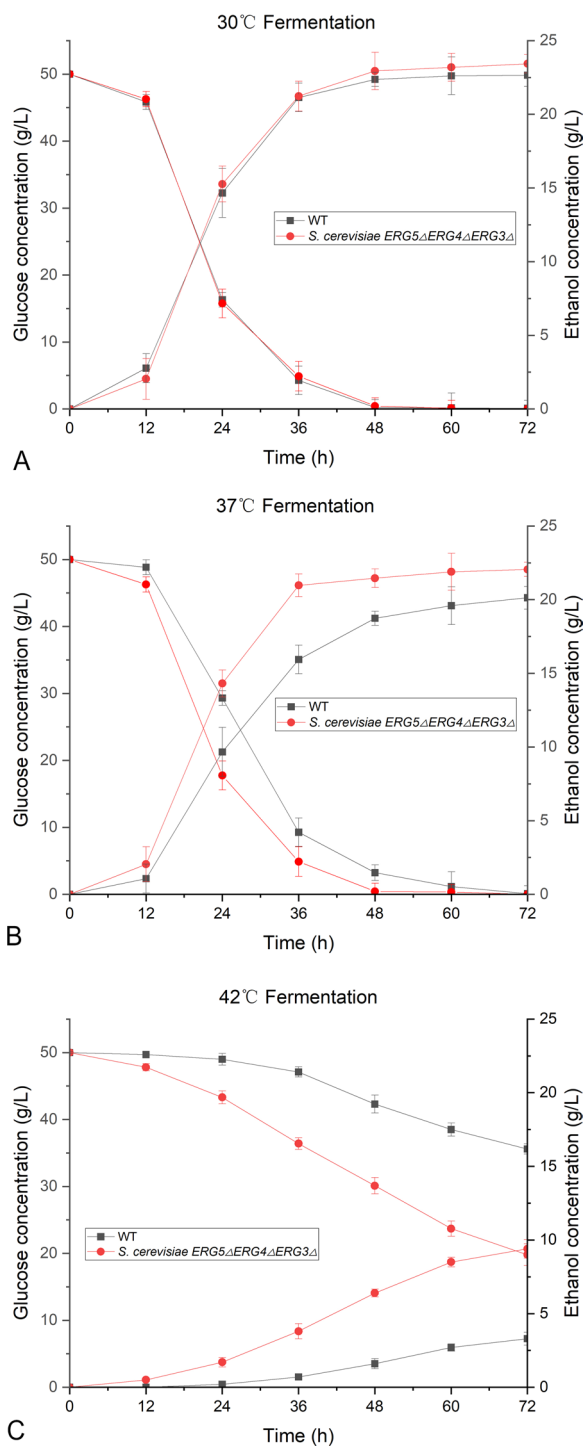 30℃ Fermentation
Glucose concentration (g/L)
50
40
30
20
10
0
Ethanol concentration (g/L)
25
20
15
10
5
0
WT
S. cerevisiae ERG5△ERG4△ERG3△
0 12 24 36 48 60 72
Time (h)
A
37℃ Fermentation
Glucose concentration (g/L)
50
40
30
20
10
0
Ethanol concentration (g/L)
25
20
15
10
5
0
WT
S. cerevisiae ERG5△ERG4△ERG3△
0 12 24 36 48 60 72
Time (h)
B
42℃ Fermentation
Glucose concentration (g/L)
50
40
30
20
10
0
Ethanol concentration (g/L)
25
20
15
10
5
0
WT
S. cerevisiae ERG5△ERG4△ERG3△
0 12 24 36 48 60 72
Time (h)
C